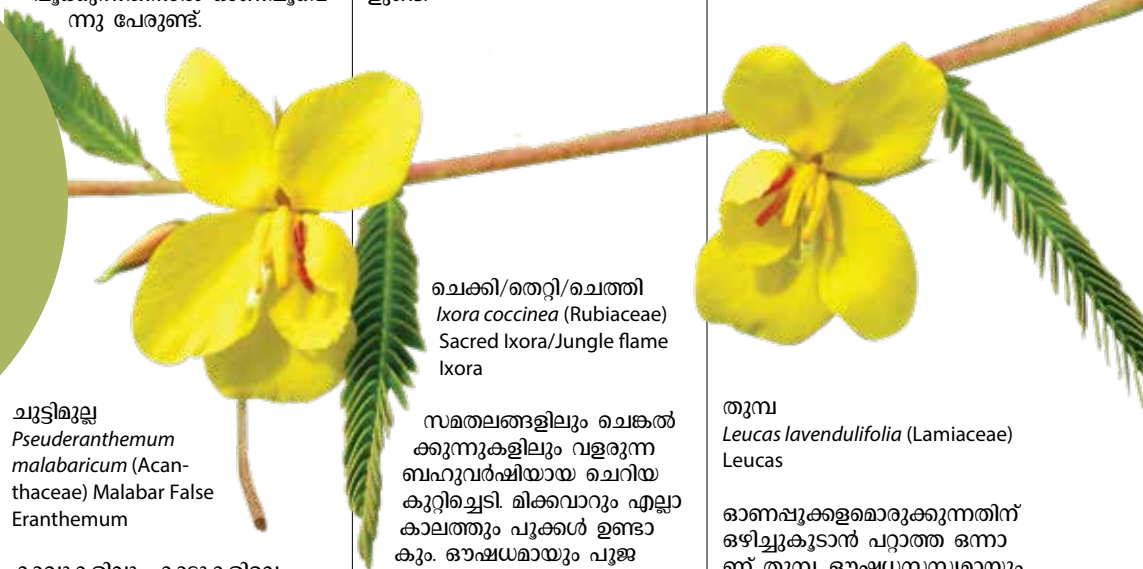 ന്നു പേരുണ്ട്.
ചുട്ടിമുല്ല
Pseuderanthemum
malabaricum (Acan-
thaceae) Malabar False
Eranthemum
ചെക്കി/തെറ്റി/ചെത്തി
Ixora coccinea (Rubiaceae)
Sacred Ixora/Jungle flame
Ixora
സമതലങ്ങളിലും ചെങ്കൽ
ക്കുന്നുകളിലും വളരുന്ന
ബഹുവർഷിയായ ചെറിയ
കുറ്റിച്ചെടി. മിക്കവാറും എല്ലാ
കാലത്തും പൂക്കൾ ഉണ്ടാ
കും. ഔഷധമായും പൂജ
തുമ്പ
Leucas lavendulifolia (Lamiaceae)
Leucas
ഓണപ്പൂക്കളമൊരുക്കുന്നതിന്
ഒഴിച്ചുകൂടാൻ പറ്റാത്ത ഒന്നാ
ണ് തുമ്പ.